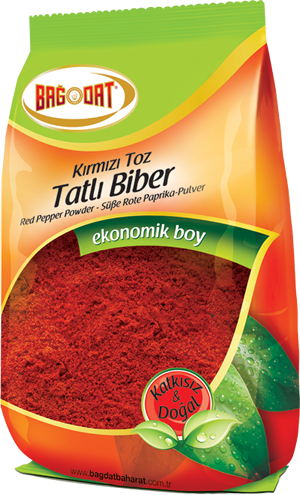 BAĞDAT
Kırmızı Toz
Tatlı Biber
Red Pepper Powder - Süße Rote Paprika-Pulver
ekonomik boy
Katkısız
&
Doğal
www.bagdatbaharat.com.tr